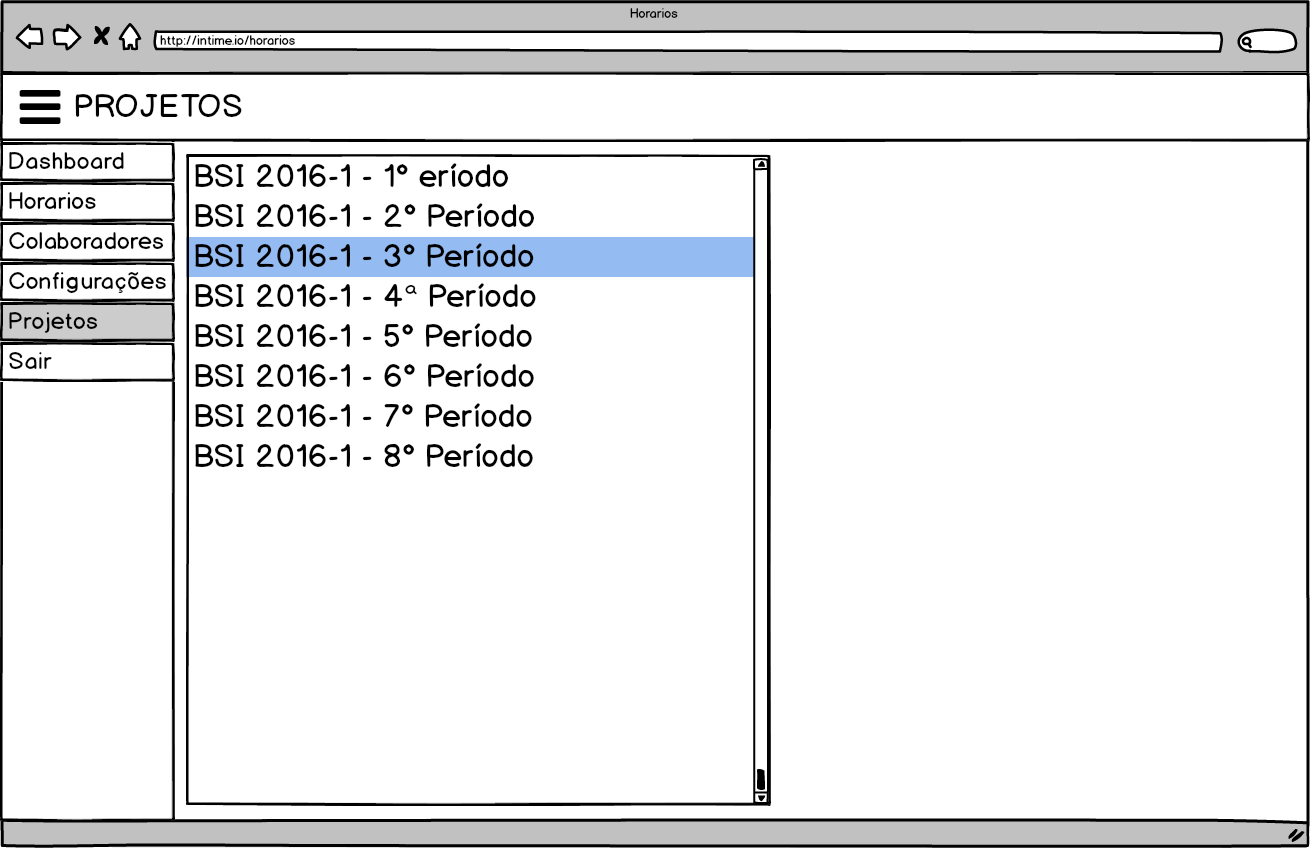 Horarios
http://intime.io/horarios
PROJETOS
Dashboard
Horarios
Colaboradores
Configurações
Projetos
Sair
BSI 2016-1 - 1° eríodo
BSI 2016-1 - 2° Período
BSI 2016-1 - 3° Período
BSI 2016-1 - 4ª Período
BSI 2016-1 - 5° Período
BSI 2016-1 - 6° Período
BSI 2016-1 - 7° Período
BSI 2016-1 - 8° Período